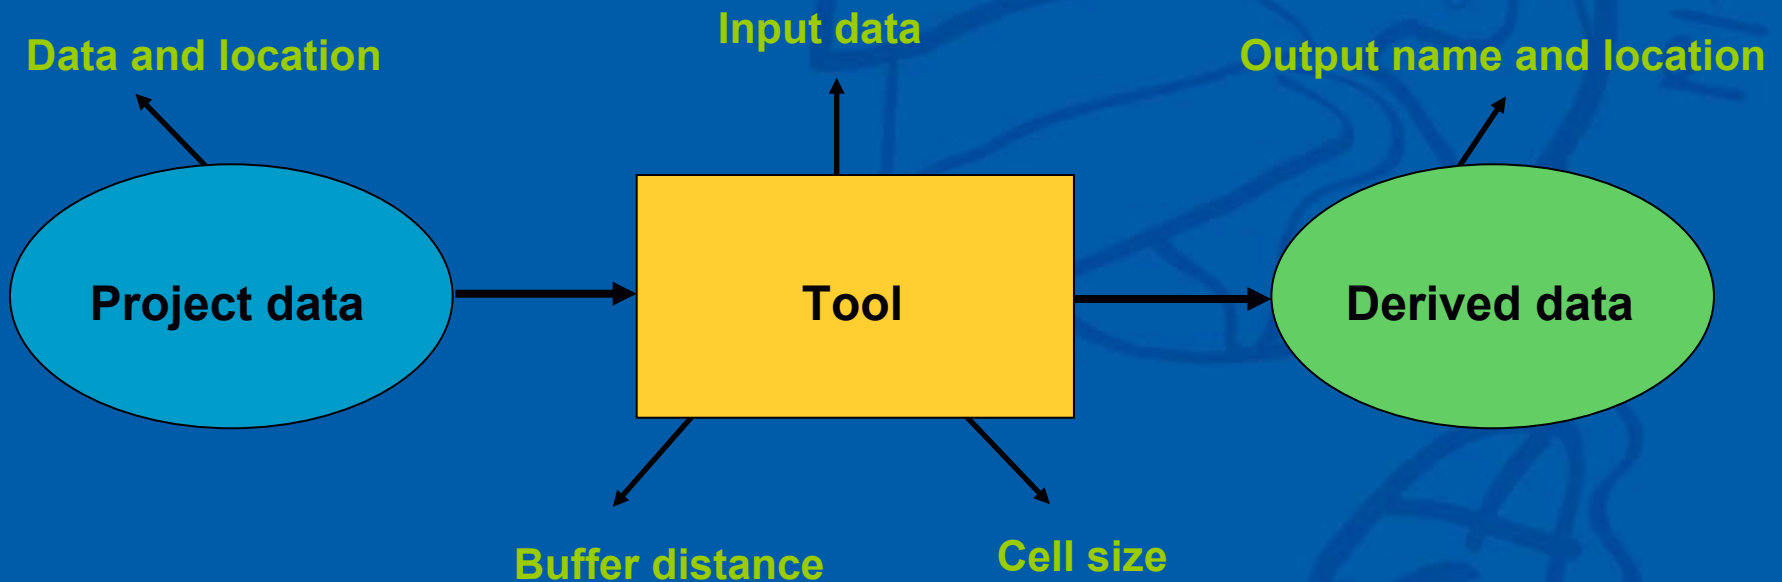 Input data
Data and location
Output name and location
Project data
Tool
Derived data
Buffer distance
Cell size